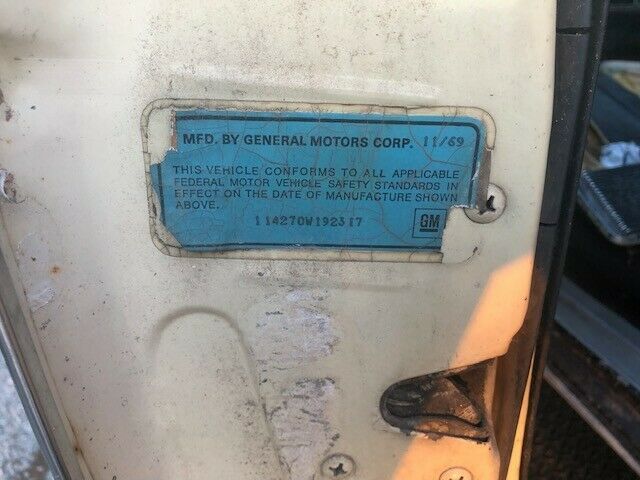 MFD. BY GENERAL MOTORS CORP. 11/69
THIS VEHICLE CONFORMS TO ALL APPLICABLE
FEDERAL MOTOR VEHICLE SAFETY STANDARDS IN
EFFECT ON THE DATE OF MANUFACTURE SHOWN
ABOVE.
114270W192317
GM